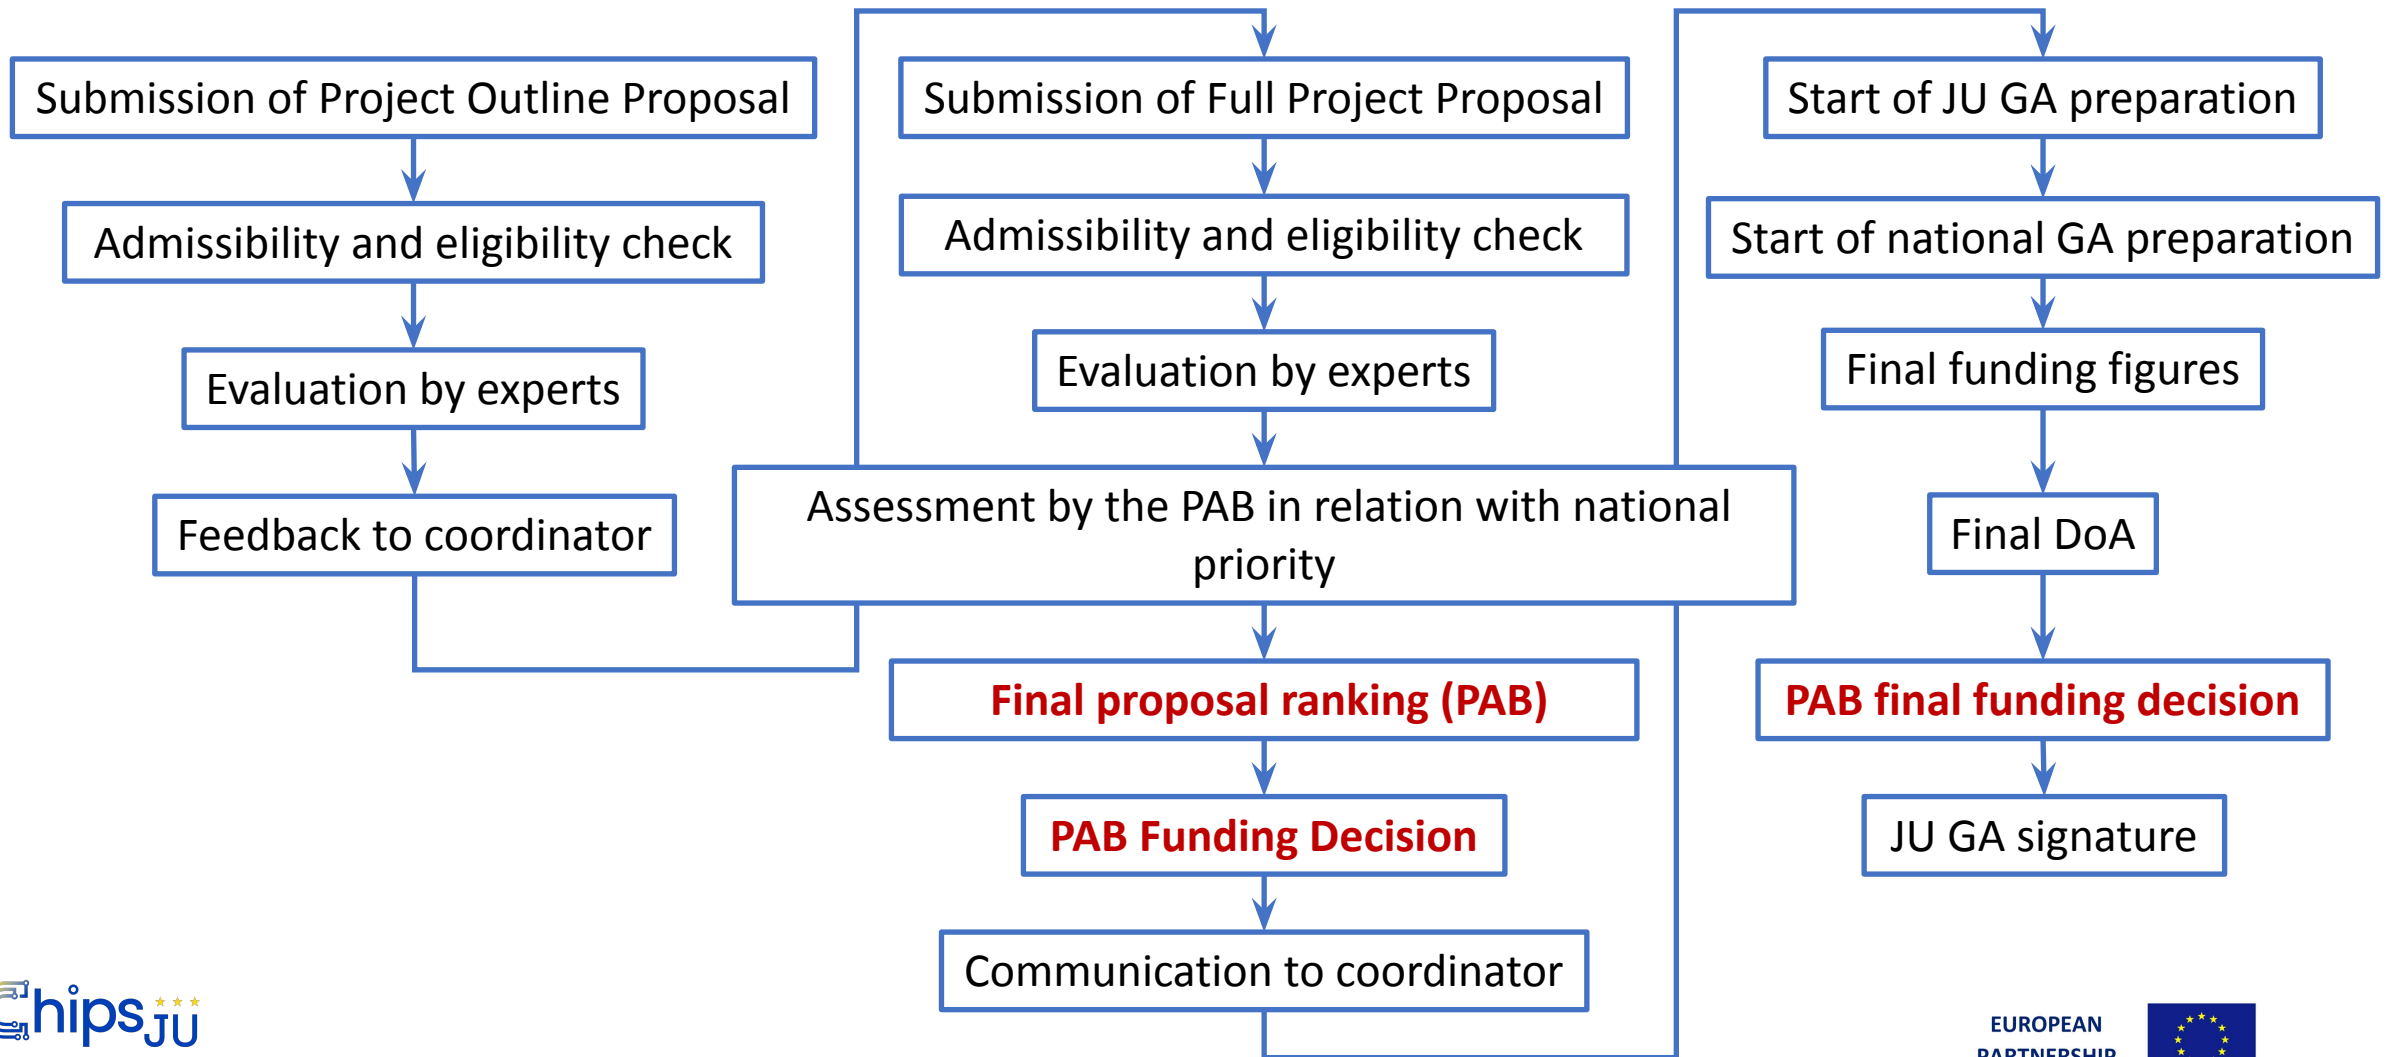 Submission of Project Outline Proposal
Admissibility and eligibility check
Evaluation by experts
Feedback to coordinator
Submission of Full Project Proposal
Admissibility and eligibility check
Evaluation by experts
Assessment by the PAB in relation with national
priority
Final proposal ranking (PAB)
PAB Funding Decision
Communication to coordinator
Start of JU GA preparation
Start of national GA preparation
Final funding figures
Final DoA
PAB final funding decision
JU GA signature
Chips JU
EUROPEAN
PARTNERSHIP